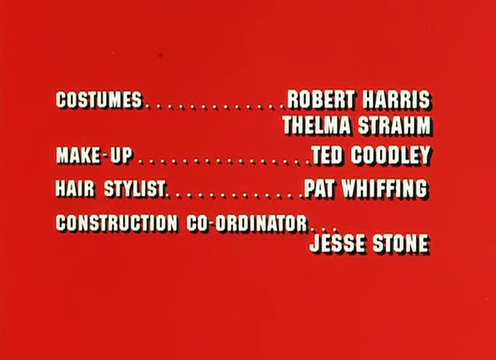 COSTUMES.............ROBERT HARRIS
THELMA STRAHM
MAKE-UP................TED COODLEY
HAIR STYLIST.............PAT WHIFFING
CONSTRUCTION CO-ORDINATOR...
JESSE STONE